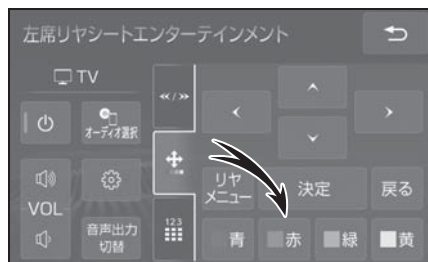 左席リヤシートエンターテインメント
TV
オーディオ選択
リヤ
メニュー
決定
戻る
VOL
音声出力
切替
123
青
赤
緑
黄